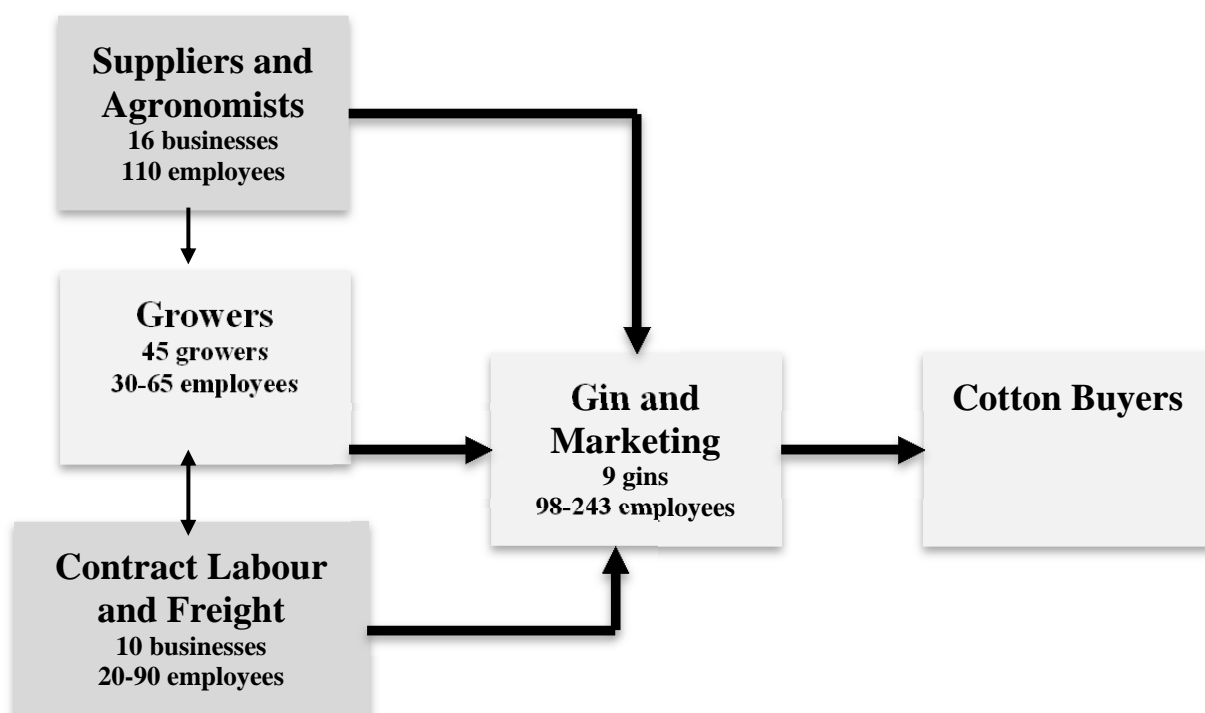 Suppliers and
Agronomists
16 businesses
110 employees
Growers
45 growers
30-65 employees
Contract Labour
and Freight
10 businesses
20-90 employees
Gin and
Marketing
9 gins
98-243 employees
Cotton Buyers